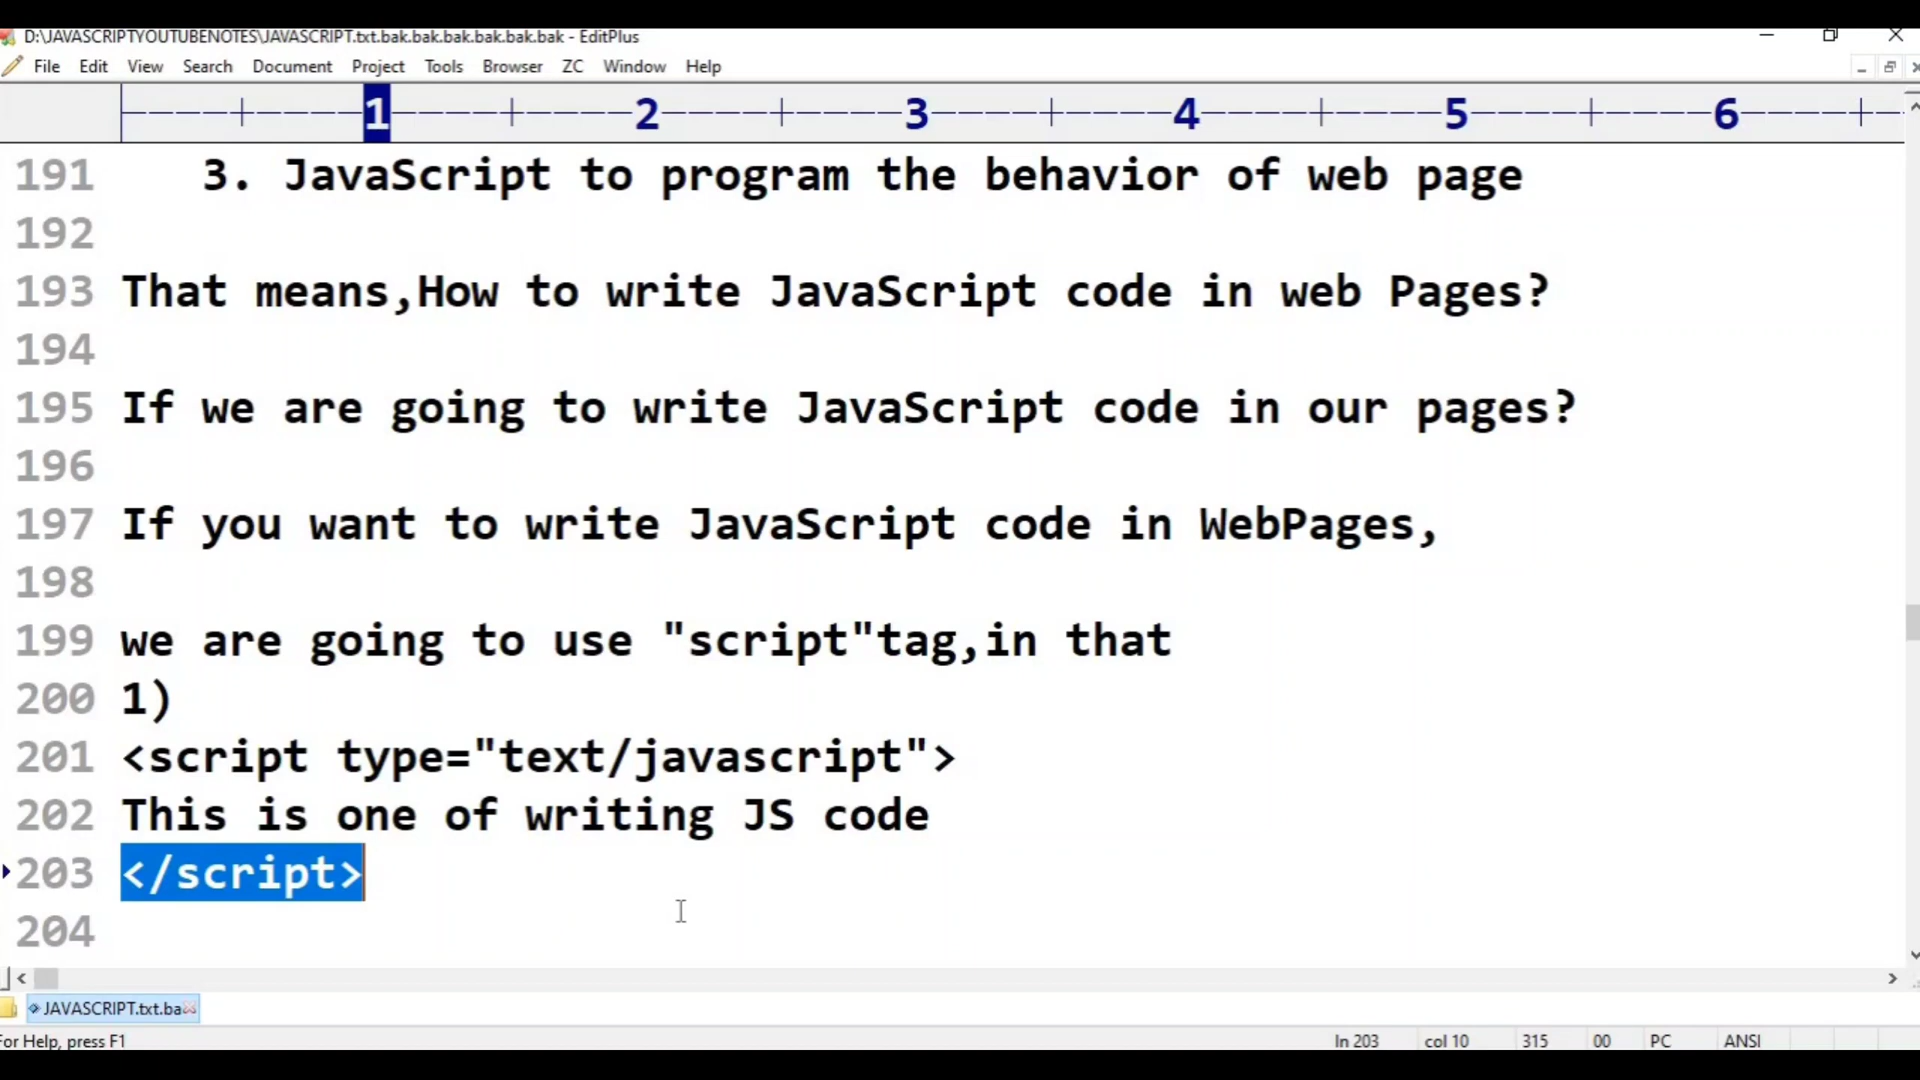 D:\JAVASCRIPTYOUTUBENOTES\JAVASCRIPT.txt.bak.bak.bak.bak.bak.bak - EditPlus
File Edit View Search Document Project Tools Browser ZC Window Help
1 2 3 4 5 6
191 3. JavaScript to program the behavior of web page
192
193 That means,How to write JavaScript code in web Pages?
194
195 If we are going to write JavaScript code in our pages?
196
197 If you want to write JavaScript code in WebPages,
198
199 we are going to use "script"tag,in that
200 1)
201 <script type="text/javascript">
202 This is one of writing JS code
203 </script>
204
JAVASCRIPT.txt.ba
For Help, press F1 ln 203 col 10 315 00 PC ANSI